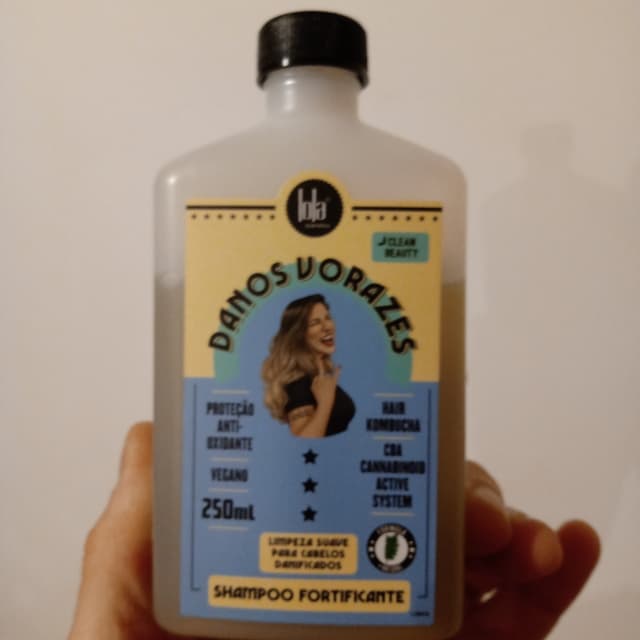 lola
CLEAN
BEAUTY
DANOS VORAZES
PROTEÇÃO
ANTI-
OXIDANTE
VEGANO
250mL
HAIR
KOMBUCHA
CBA
CANNABINOID
ACTIVE
SYSTEM
LIMPEZA SUAVE
PARA CABELOS
DANIFICADOS
SHAMPOO FORTIFICANTE